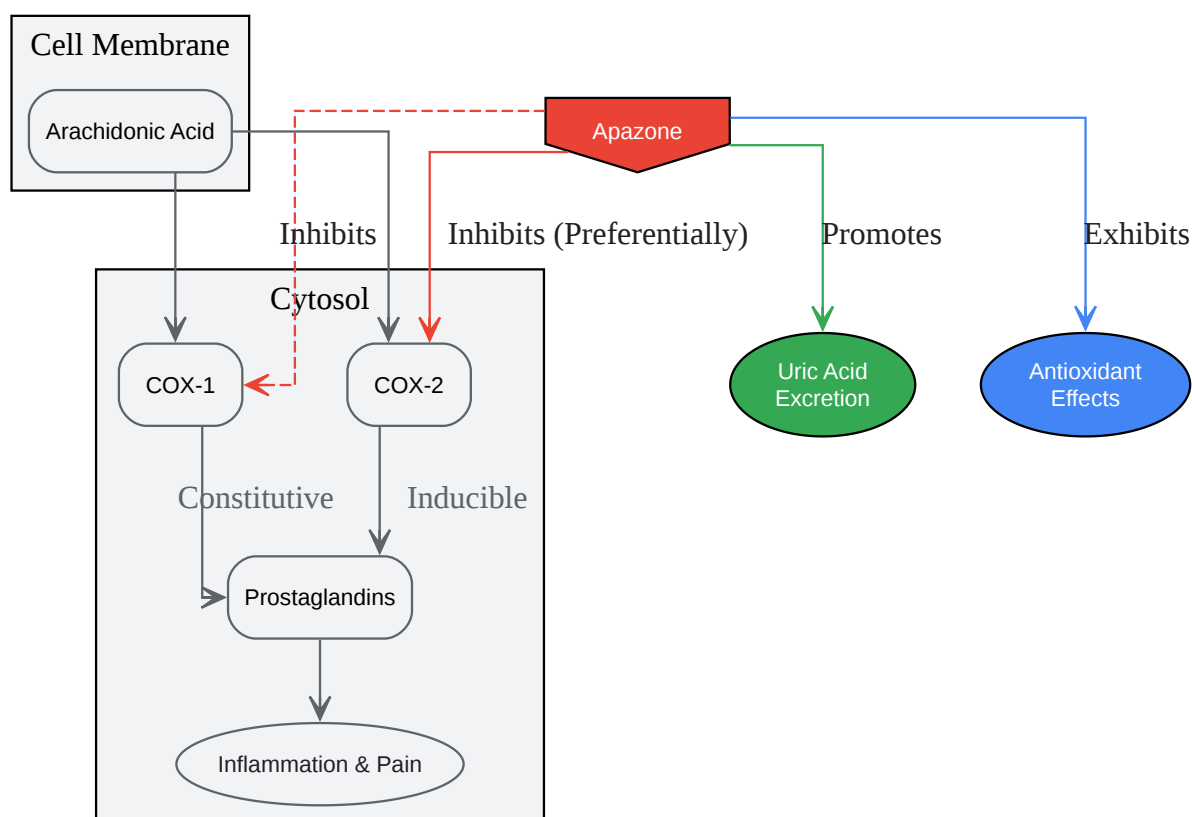 Cell Membrane
Arachidonic Acid
Apazone
Inhibits
Inhibits (Preferentially)
Promotes
Exhibits
Cytosol
COX-1
COX-2
Uric Acid
Excretion
Antioxidant
Effects
Constitutive
Inducible
Prostaglandins
Inflammation & Pain